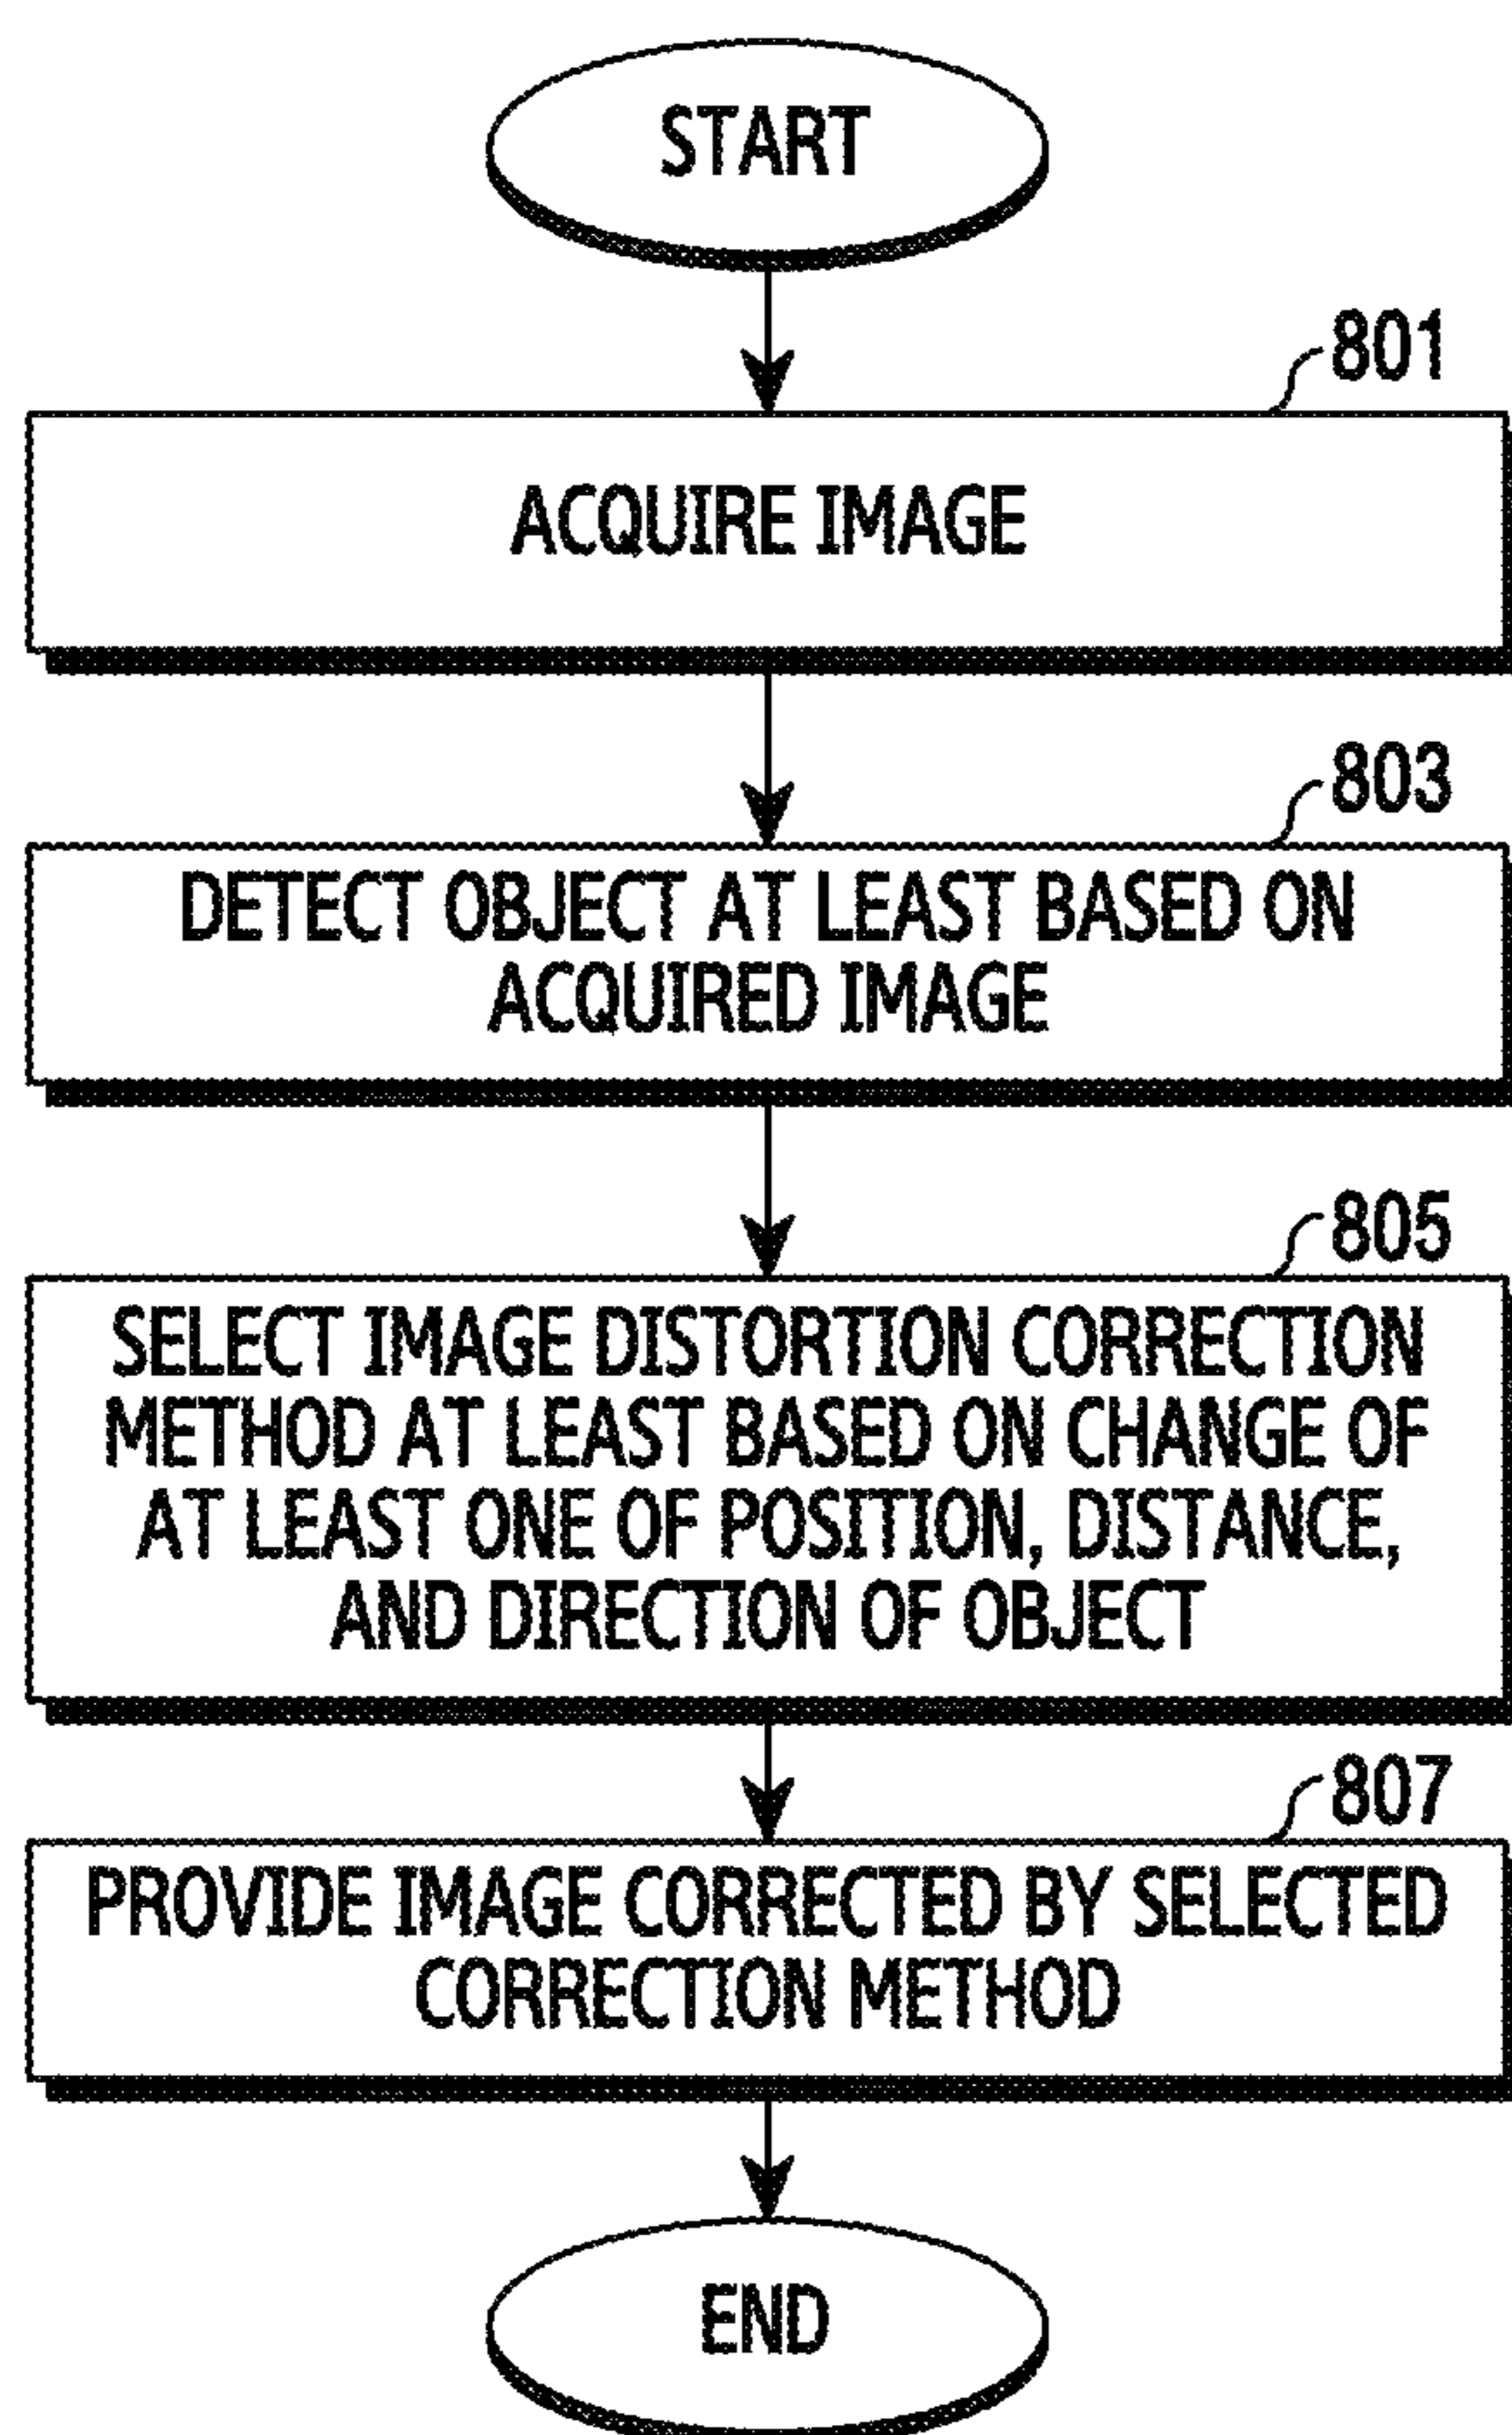 START
801
ACQUIRE IMAGE
803
DETECT OBJECT AT LEAST BASED ON
ACQUIRED IMAGE
805
SELECT IMAGE DISTORTION CORRECTION
METHOD AT LEAST BASED ON CHANGE OF
AT LEAST ONE OF POSITION, DISTANCE,
AND DIRECTION OF OBJECT
807
PROVIDE IMAGE CORRECTED BY SELECTED
CORRECTION METHOD
END